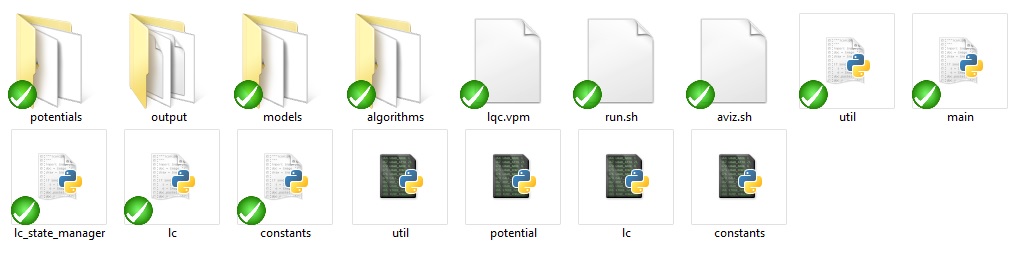 potentials output models algorithms lqc.vpm run.sh aviz.sh util main
lc_state_manager lc constants util potential lc constants